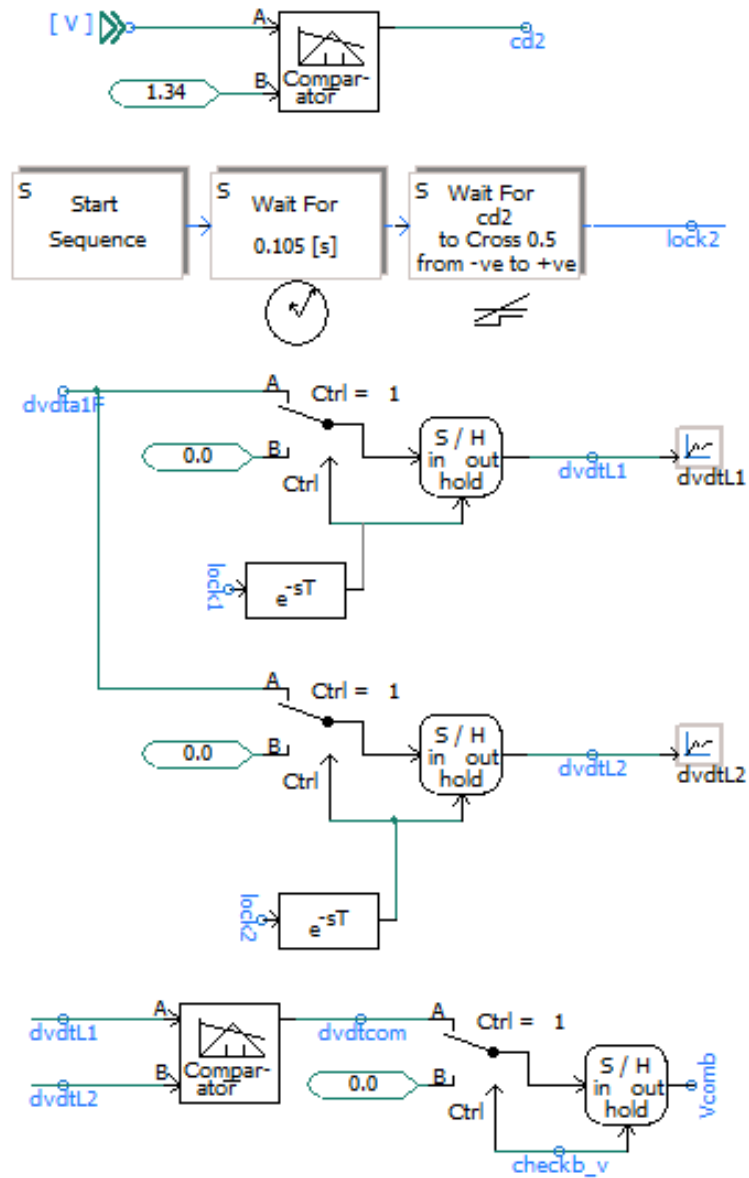 [ V ]
A
cd2
B
1.34
Compar-
ator
S
Start
Sequence
S
Wait For
0.105 [s]
S
Wait For
cd2
to Cross 0.5
from -ve to +ve
lock2
dvdta1F
A
Ctrl = 1
0.0
B
Ctrl
S / H
in out
hold
dvdtL1
dvdtL1
lock1
e-sT
A
Ctrl = 1
0.0
B
Ctrl
S / H
in out
hold
dvdtL2
dvdtL2
lock2
e-sT
dvdtL1
A
dvdtL2
B
Compar-
ator
dvdtcom
A
Ctrl = 1
0.0
B
Ctrl
S / H
in out
hold
Vcomb
checkb_v